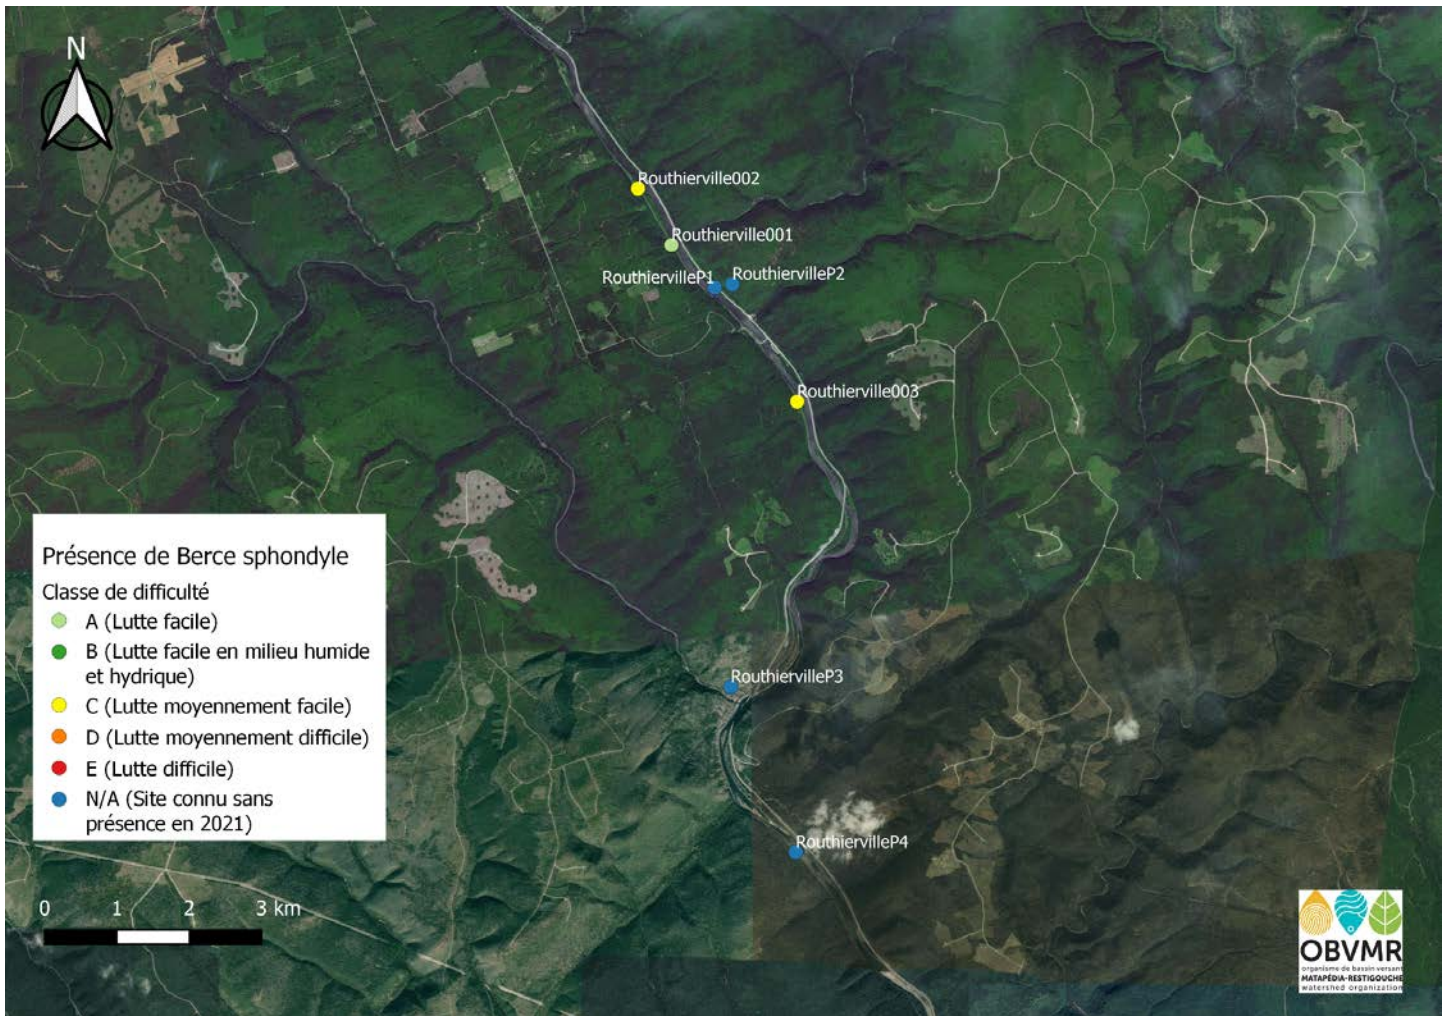 N
Routhierville002
Routhierville001
RouthiervilleP1
RouthiervilleP2
Routhierville003
Présence de Berce sphondyle
Classe de difficulté
A (Lutte facile)
B (Lutte facile en milieu humide
et hydrique)
C (Lutte moyennement facile)
D (Lutte moyennement difficile)
E (Lutte difficile)
N/A (Site connu sans
présence en 2021)
RouthiervilleP3
RouthiervilleP4
0 1 2 3 km
OBVMR
organisme de bassin versant
MATAPÉDIA-RESTIGOUCHE
watershed organization